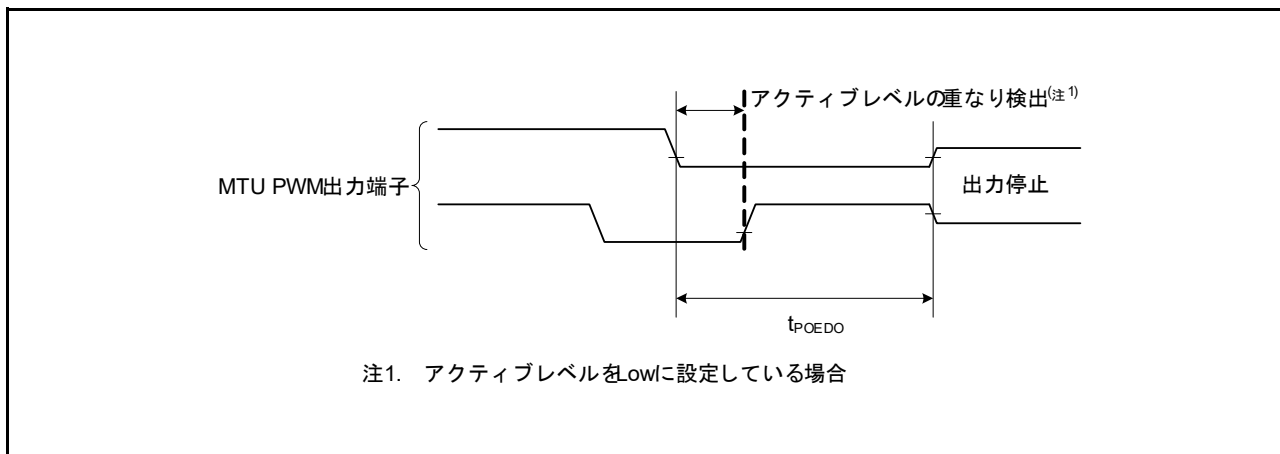 アクティブレベルの重なり検出(注1)
MTU PWM出力端子
出力停止
tPOEDO
注1. アクティブレベルをLowに設定している場合